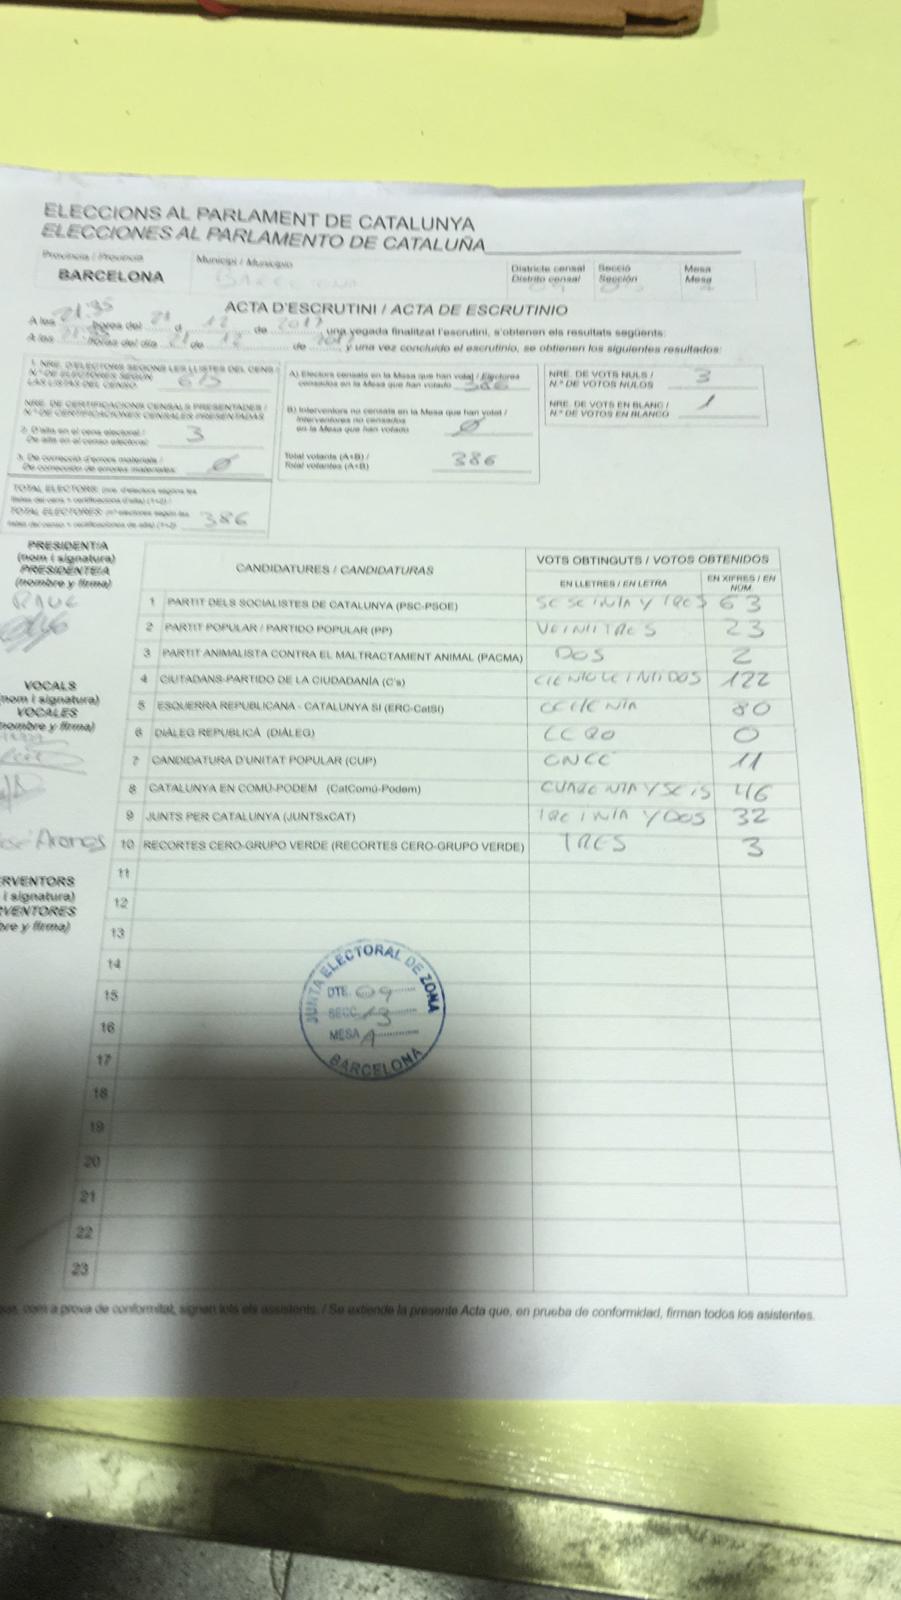 ELECCIONS AL PARLAMENT DE CATALUNYA
ELECCIONES AL PARLAMENTO DE CATALUÑA
Província / Provincia
BARCELONA
Municipi / Municipio
BARCELONA
Districte censal
Distrito censal
Secció
Sección
Mesa
Mesa
ACTA D'ESCRUTINI / ACTA DE ESCRUTINIO
A les 21:35 hores del 21 d 12 de 2017 una vegada finalitzat l'escrutini, s'obtenen els resultats següents:
A las 21:35 horas del día 21 de 12 de 2017 y una vez concluido el escrutinio, se obtienen los siguientes resultados:
1. NRE. D'ELECTORS SEGONS LES LLISTES DEL CENS /
N.º DE ELECTORES SEGÚN
LAS LISTAS DEL CENSO
NRE. DE CERTIFICACIONS CENSALS PRESENTADES /
N.º DE CERTIFICACIONES CENSALES PRESENTADAS
2. D'alta en el cens electoral /
De alta en el censo electoral: 3
3. De correcció d'errors materials /
De corrección de errores materiales: Ø
TOTAL ELECTORS: (nre. d'electors segons les
llistes del cens + certificacions d'alta) (1+2) /
TOTAL ELECTORES: (nº electores según las
listas del censo + certificaciones de alta) (1+2) 386
A) Electors censats en la Mesa que han votat / Electores
censados en la Mesa que han votado 386
B) Interventors no censats en la Mesa que han votat /
Interventores no censados
en la Mesa que han votado Ø
Total votants (A+B) /
Total votantes (A+B) 386
NRE. DE VOTS NULS /
N.º DE VOTOS NULOS 3
NRE. DE VOTS EN BLANC /
N.º DE VOTOS EN BLANCO 1
PRESIDENT/A
(nom i signatura)
PRESIDENTE/A
(nombre y firma)
VOCALS
(nom i signatura)
VOCALES
(nombre y firma)
José Aronas
ERVENTORS
i signatura)
RVENTORES
bre y firma)
CANDIDATURES / CANDIDATURAS
VOTS OBTINGUTS / VOTOS OBTENIDOS
EN LLETRES / EN LETRA
EN XIFRES / EN
NÚM.
1 PARTIT DELS SOCIALISTES DE CATALUNYA (PSC-PSOE) SESEINTA Y TRES 63
2 PARTIT POPULAR / PARTIDO POPULAR (PP) VEINTITRES 23
3 PARTIT ANIMALISTA CONTRA EL MALTRACTAMENT ANIMAL (PACMA) DOS 2
4 CIUTADANS-PARTIDO DE LA CIUDADANÍA (C's) CIENTOVEINTIDOS 122
5 ESQUERRA REPUBLICANA - CATALUNYA SÍ (ERC-CatSí) OCHENTA 80
6 DIÀLEG REPUBLICÀ (DIÀLEG) CERO 0
7 CANDIDATURA D'UNITAT POPULAR (CUP) ONCE 11
8 CATALUNYA EN COMÚ-PODEM (CatComú-Podem) CUARENTA Y SEIS 46
9 JUNTS PER CATALUNYA (JUNTSxCAT) TREINTA Y DOS 32
10 RECORTES CERO-GRUPO VERDE (RECORTES CERO-GRUPO VERDE) TRES 3
11
12
13
14
15
16
17
18
19
20
21
22
23
JUNTA ELECTORAL DE ZONA
DTE. 09
SECC. 13
MESA A
BARCELONA
que, com a prova de conformitat, signen tots els assistents. / Se extiende la presente Acta que, en prueba de conformidad, firman todos los asistentes.